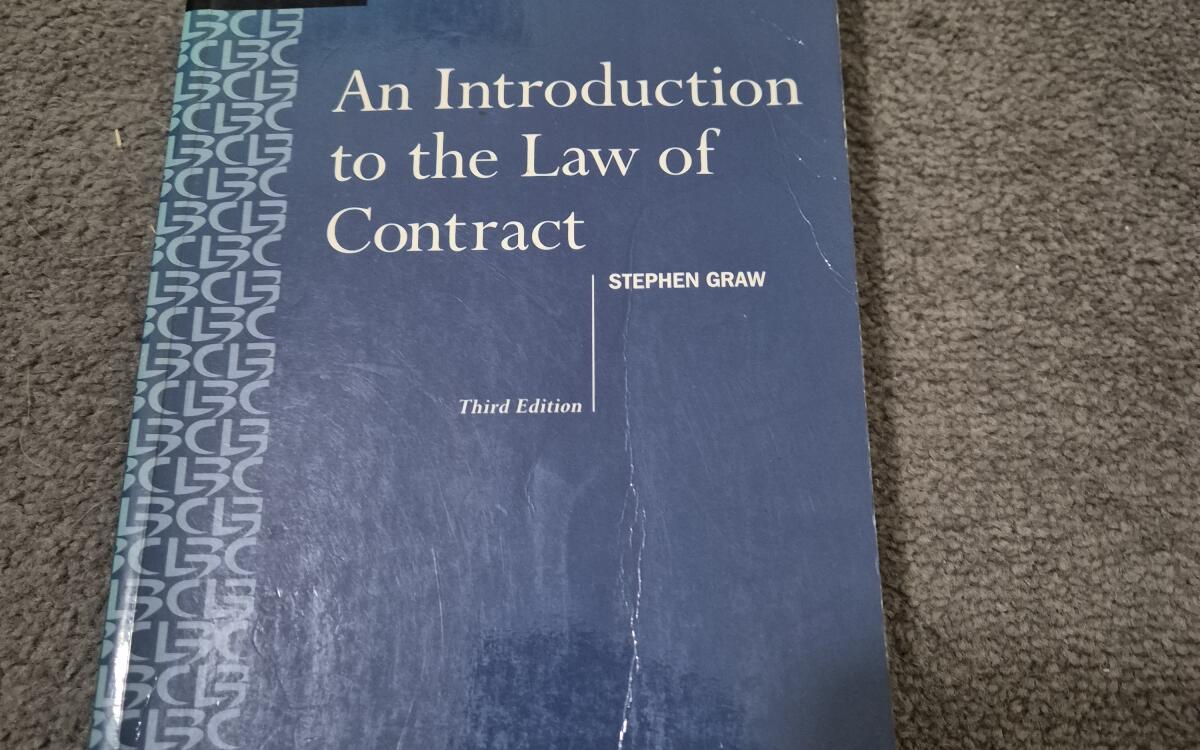 An Introduction
to the Law of
Contract
STEPHEN GRAW
Third Edition